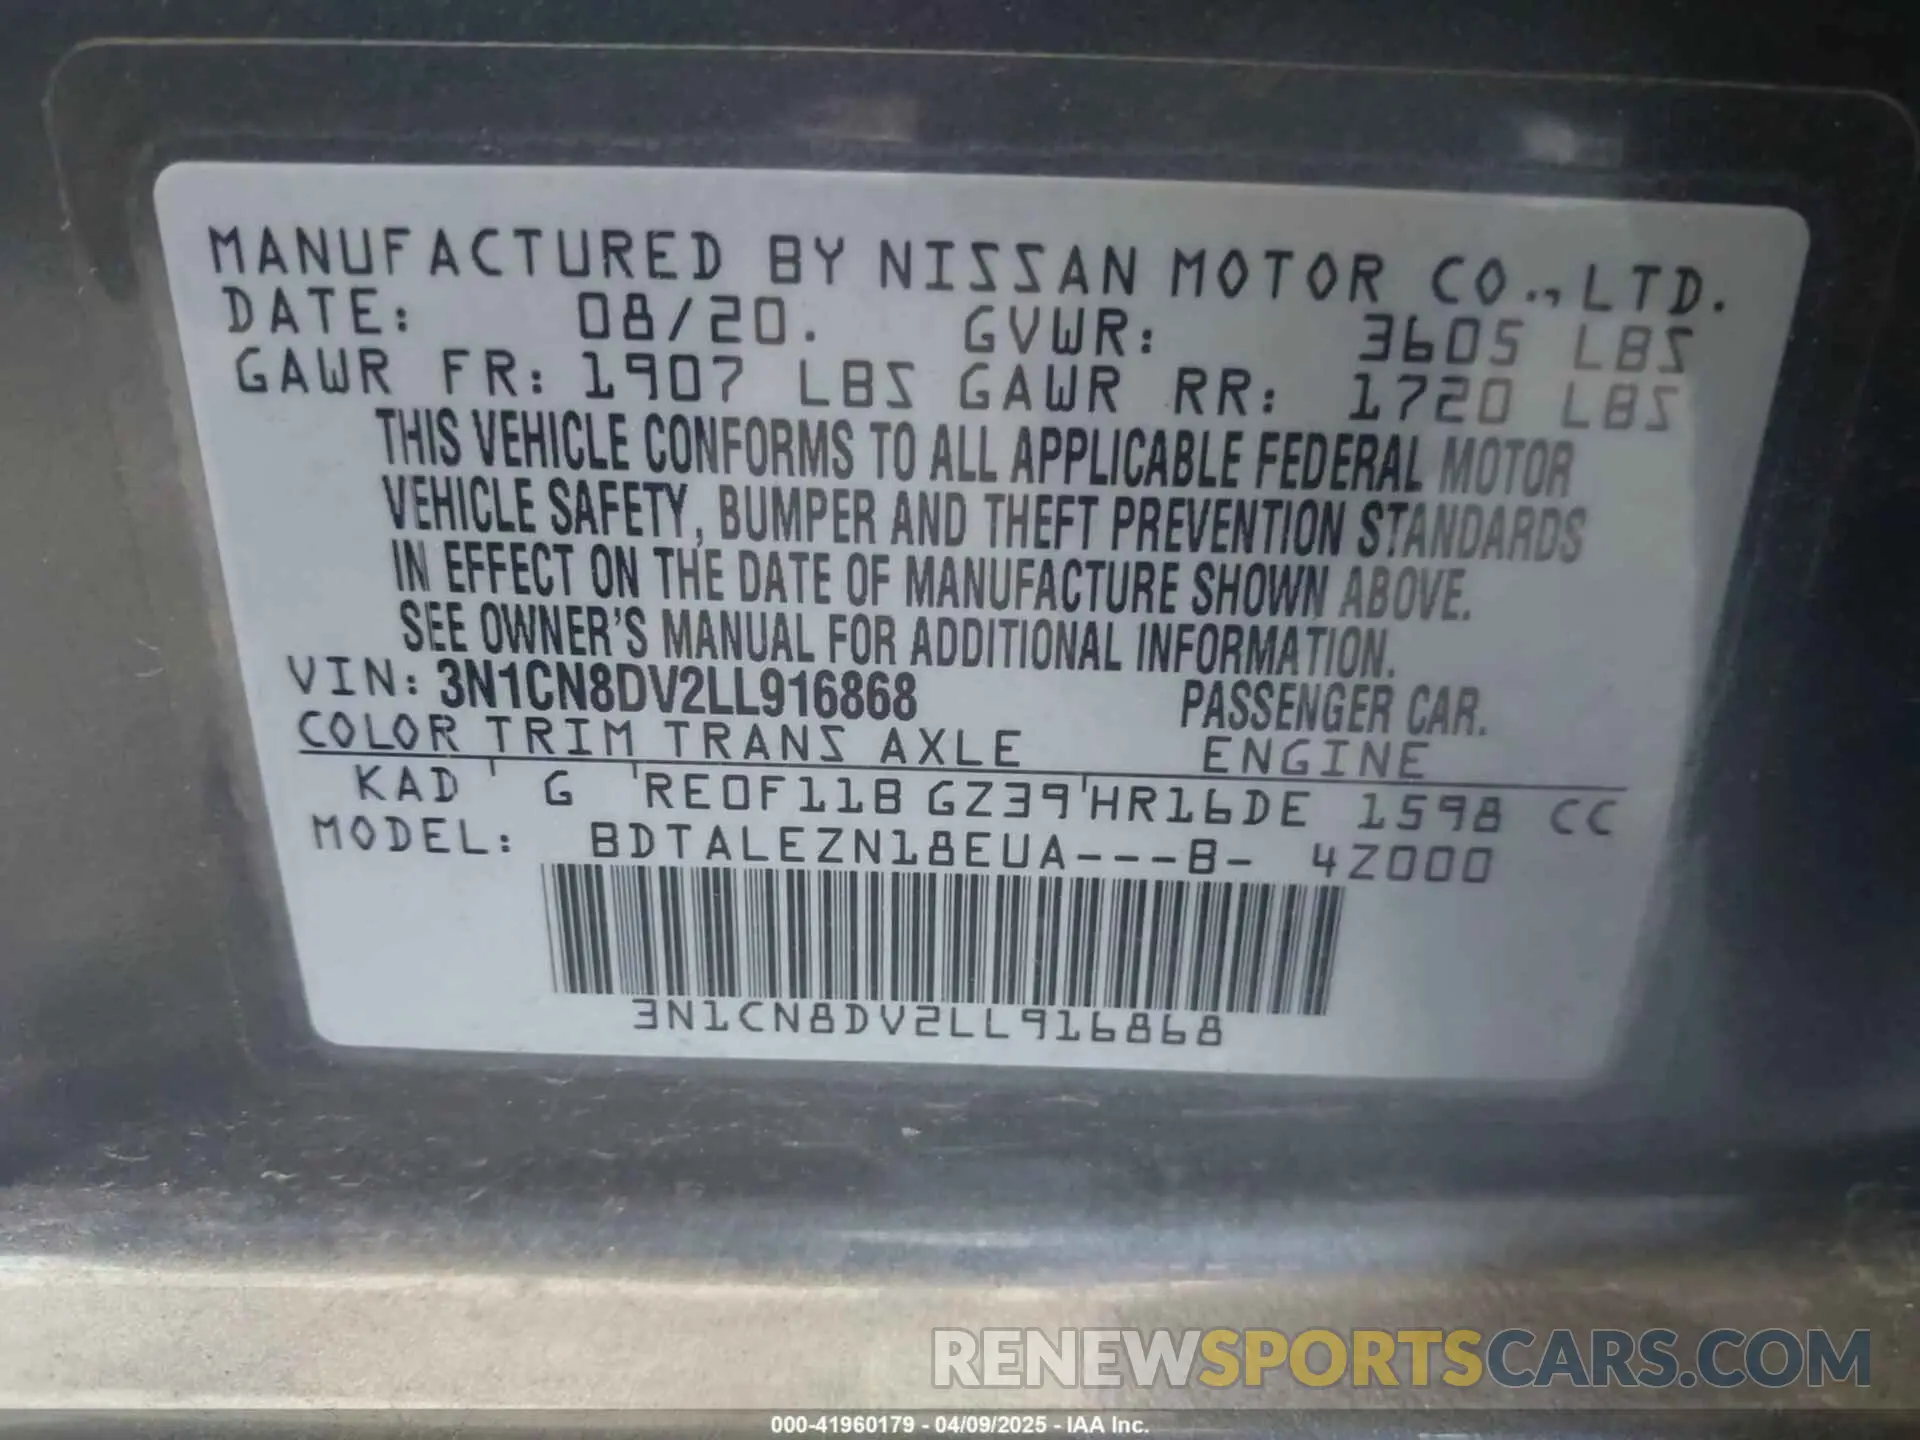 MANUFACTURED BY NISSAN MOTOR CO.,LTD.
DATE: 08/20. GVWR: 3605 LBS
GAWR FR: 1907 LBS GAWR RR: 1720 LBS
THIS VEHICLE CONFORMS TO ALL APPLICABLE FEDERAL MOTOR
VEHICLE SAFETY, BUMPER AND THEFT PREVENTION STANDARDS
IN EFFECT ON THE DATE OF MANUFACTURE SHOWN ABOVE.
SEE OWNER'S MANUAL FOR ADDITIONAL INFORMATION.
VIN: 3N1CN8DV2LL916868 PASSENGER CAR.
COLOR TRIM TRANS AXLE ENGINE
KAD G RE0F11B GZ39 HR16DE 1598 CC
MODEL: BDTALEZN18EUA---B- 4Z000
3N1CN8DV2LL916868
RENEWSPORTSCARS.COM
000-41960179 - 04/09/2025 - IAA Inc.